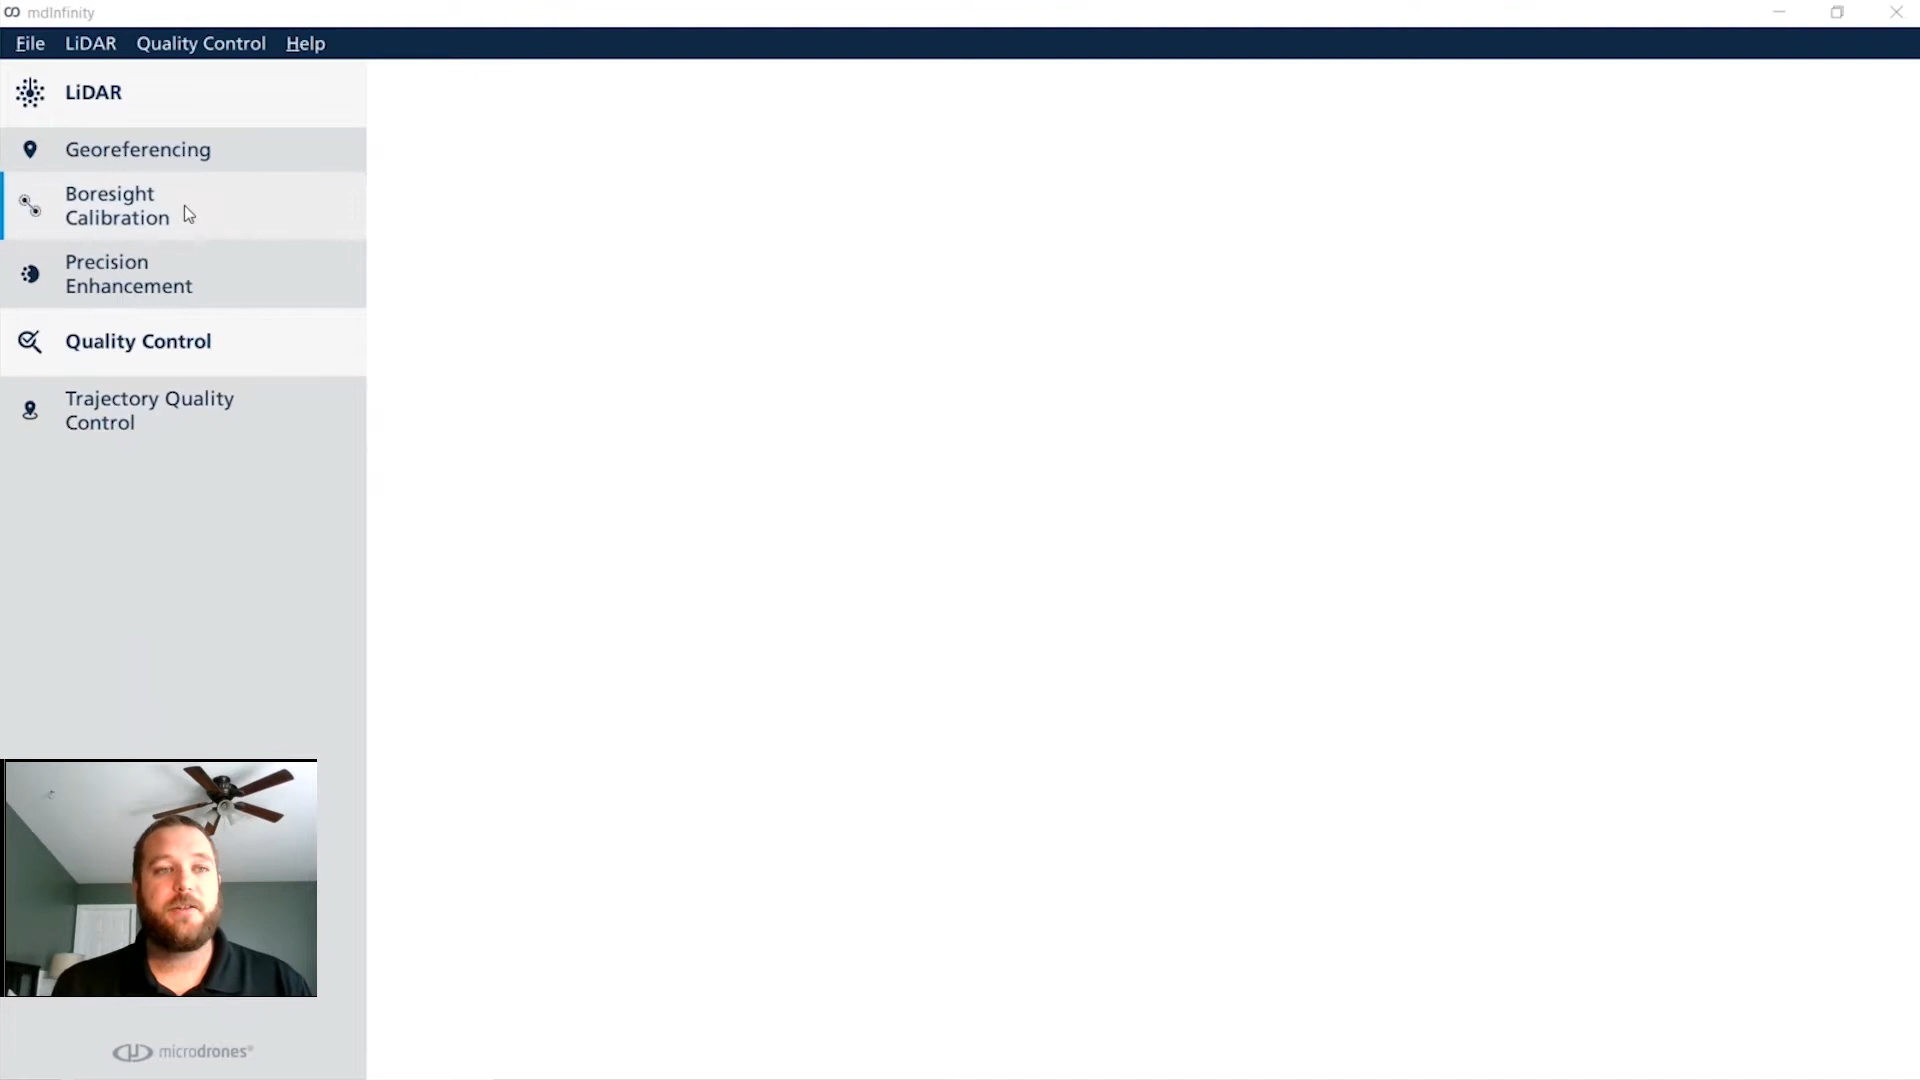 mdInfinity
File LiDAR Quality Control Help
LiDAR
Georeferencing
Boresight
Calibration
Precision
Enhancement
Quality Control
Trajectory Quality
Control
microdrones®